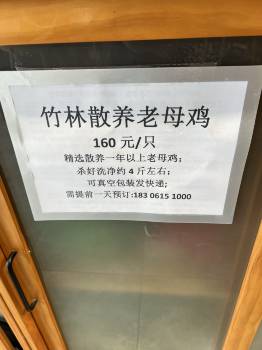 竹林散养老母鸡
160 元/只
精选散养一年以上老母鸡;
杀好洗净约 4 斤左右;
可真空包装发快递;
需提前一天预订:183 0615 1000